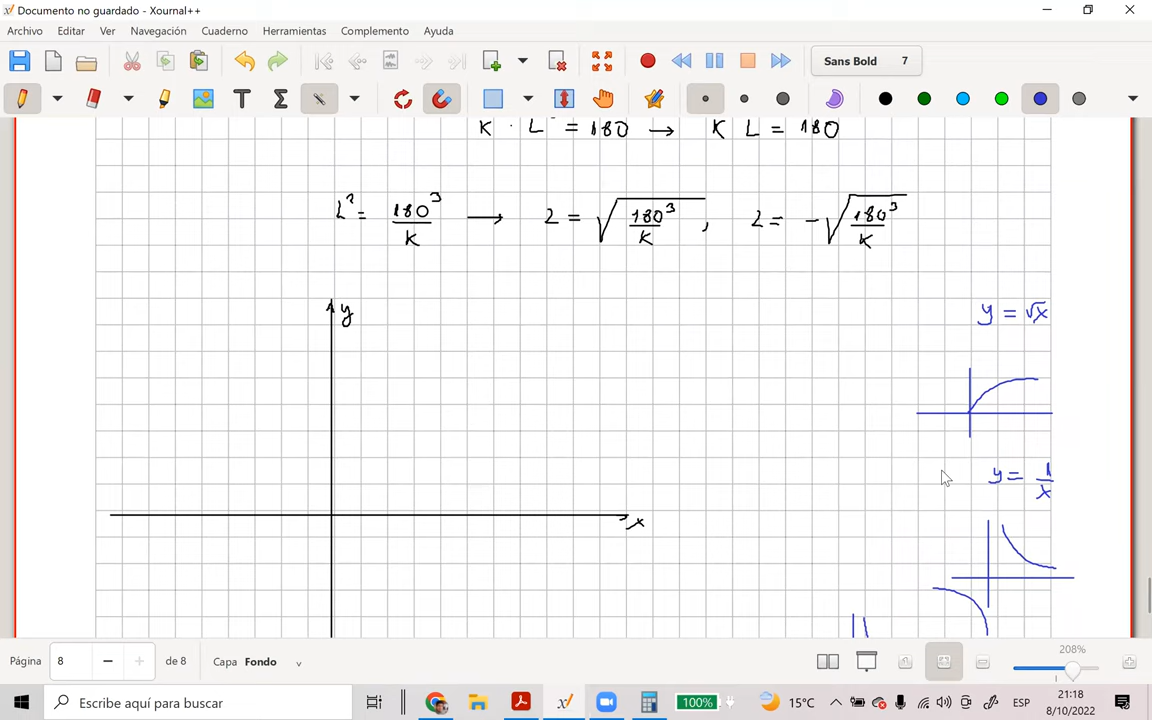 Documento no guardado - Xournal++
Archivo Editar Ver Navegación Cuaderno Herramientas Complemento Ayuda
Sans Bold 7
K · L² = 180 → K L = 180
L² = 180³/K → L = √(180³/K), L = -√(180³/K)
y
y = √x
y = 1/x
x
Página 8 de 8 Capa Fondo 208%
Escribe aquí para buscar 100% 15°C ESP 21:18
8/10/2022